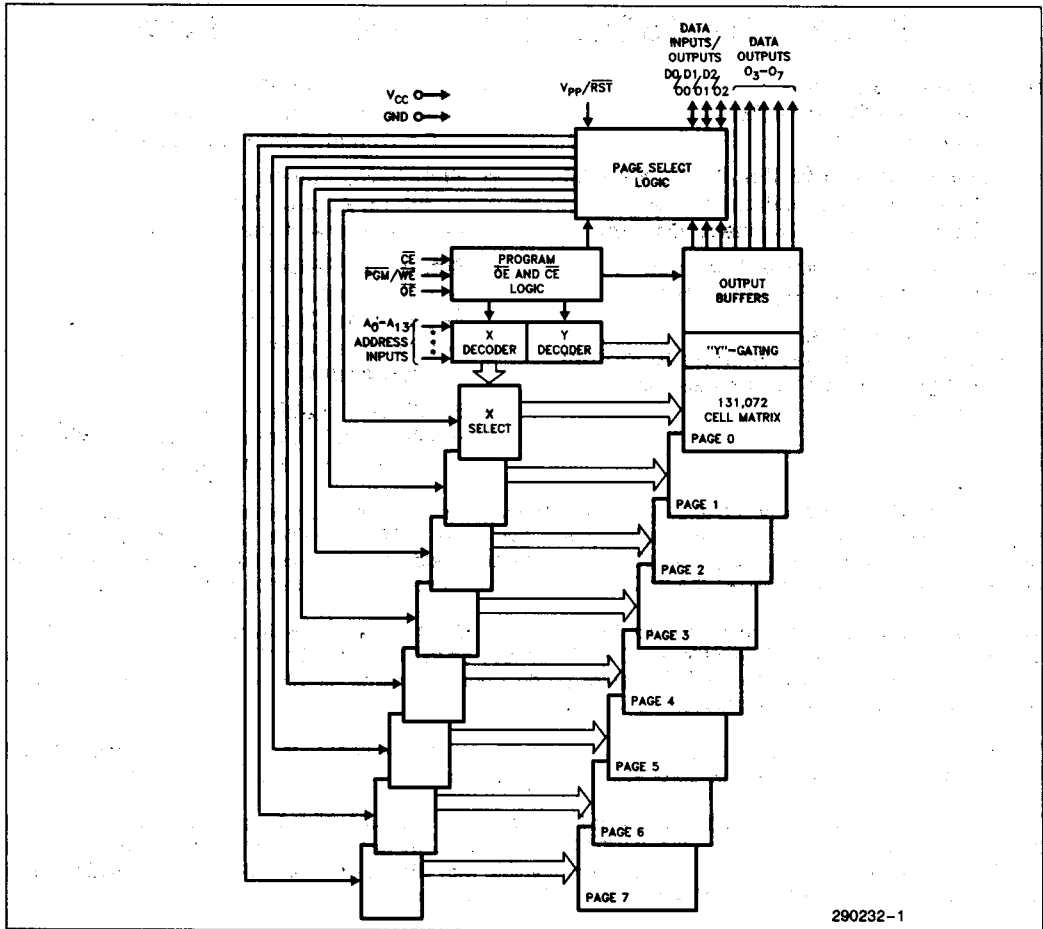 DATA
INPUTS/
OUTPUTS
D0/O0 D1/O1 D2/O2
DATA
OUTPUTS
O3–O7
VCC
GND
VPP/RST
PAGE SELECT
LOGIC
CE
PGM/WE
OE
PROGRAM
OE AND CE
LOGIC
OUTPUT
BUFFERS
A0–A13
ADDRESS
INPUTS
X
DECODER
Y
DECODER
"Y"-GATING
X
SELECT
131,072
CELL MATRIX
PAGE 0
PAGE 1
PAGE 2
PAGE 3
PAGE 4
PAGE 5
PAGE 6
PAGE 7
290232-1